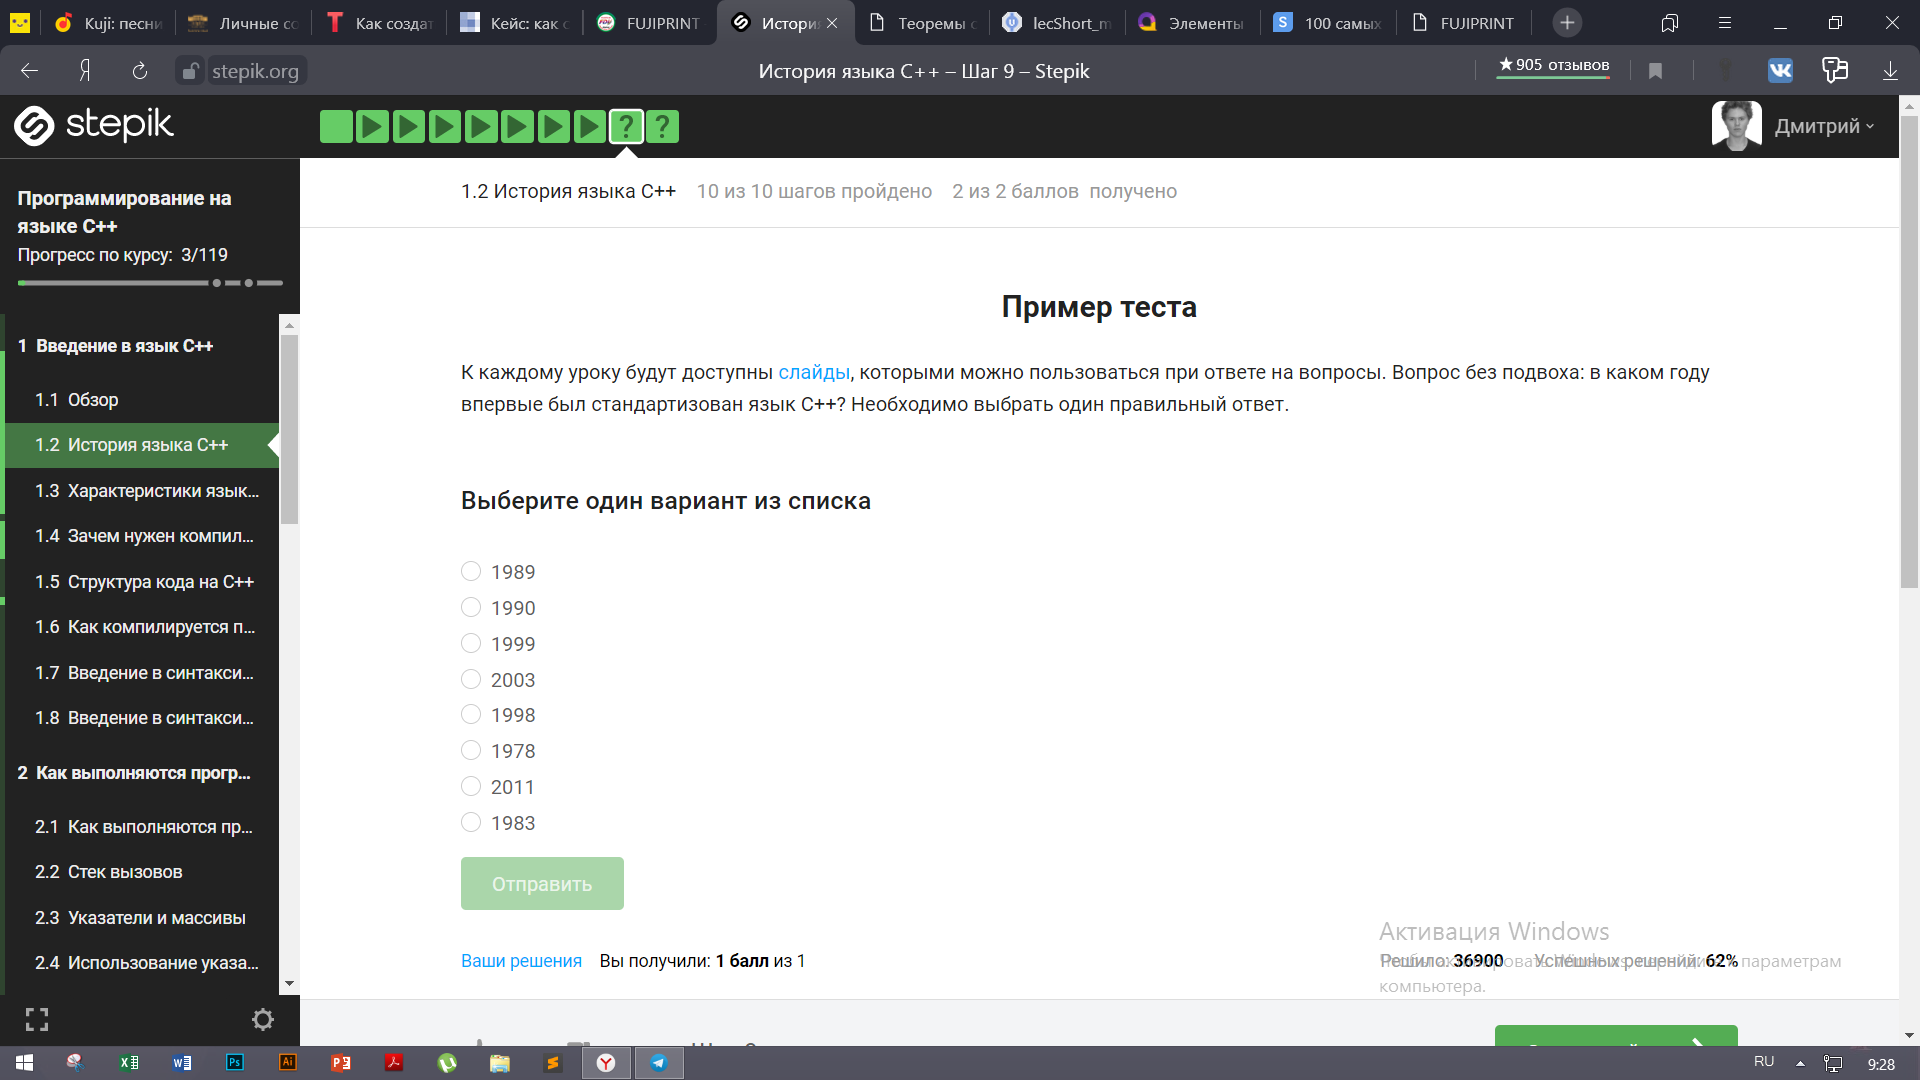 Kuji: песни
Личные со
Как создат
Кейс: как с
FUJIPRINT
Истори
Теоремы с
lecShort_m
Элементы
100 самых
FUJIPRINT
stepik.org
История языка C++ – Шаг 9 – Stepik
★905 отзывов
stepik
Дмитрий
Программирование на
языке C++
Прогресс по курсу: 3/119
1 Введение в язык C++
1.1 Обзор
1.2 История языка C++
1.3 Характеристики язык...
1.4 Зачем нужен компил...
1.5 Структура кода на C++
1.6 Как компилируется п...
1.7 Введение в синтакси...
1.8 Введение в синтакси...
2 Как выполняются прогр...
2.1 Как выполняются пр...
2.2 Стек вызовов
2.3 Указатели и массивы
2.4 Использование указа...
1.2 История языка C++ 10 из 10 шагов пройдено 2 из 2 баллов получено
Пример теста
К каждому уроку будут доступны слайды, которыми можно пользоваться при ответе на вопросы. Вопрос без подвоха: в каком году
впервые был стандартизован язык C++? Необходимо выбрать один правильный ответ.
Выберите один вариант из списка
1989
1990
1999
2003
1998
1978
2011
1983
Отправить
Ваши решения Вы получили: 1 балл из 1
Активация Windows
Решило: 36900 Успешных решений: 62%
параметрам
компьютера.
RU
9:28